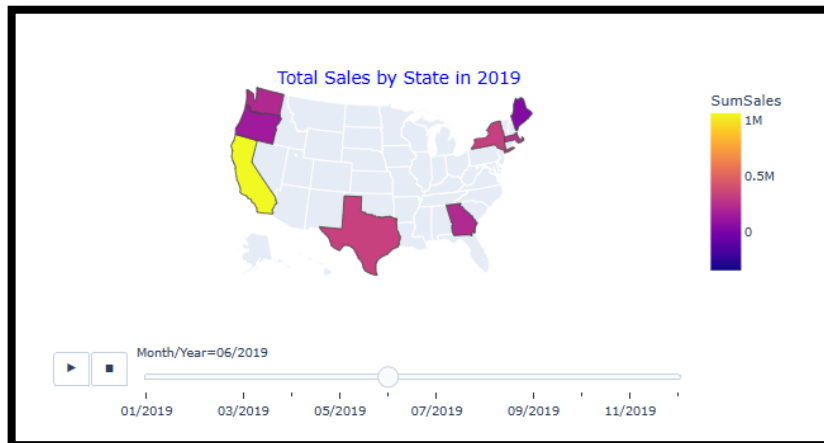 Total Sales by State in 2019
SumSales
1M
0.5M
0
Month/Year=06/2019
01/2019 03/2019 05/2019 07/2019 09/2019 11/2019